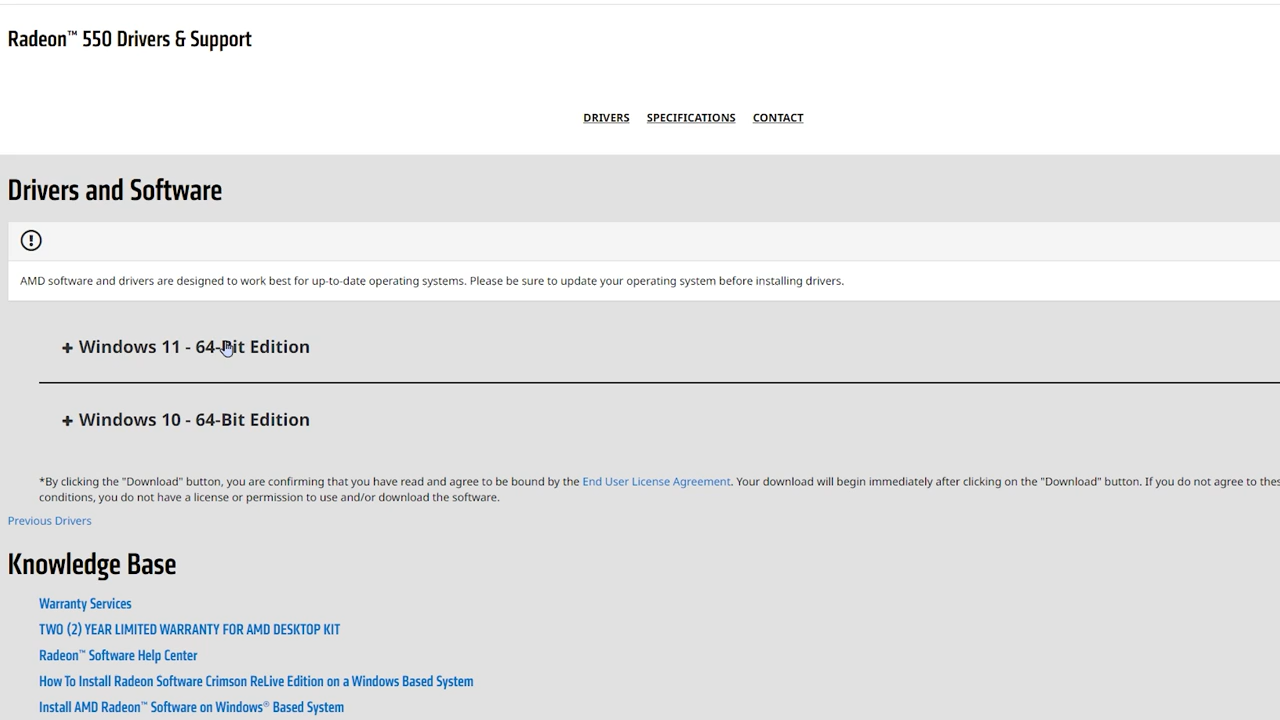 Radeon™ 550 Drivers & Support
DRIVERS SPECIFICATIONS CONTACT
Drivers and Software
AMD software and drivers are designed to work best for up-to-date operating systems. Please be sure to update your operating system before installing drivers.
+ Windows 11 - 64-Bit Edition
+ Windows 10 - 64-Bit Edition
*By clicking the "Download" button, you are confirming that you have read and agree to be bound by the End User License Agreement. Your download will begin immediately after clicking on the "Download" button. If you do not agree to thes
conditions, you do not have a license or permission to use and/or download the software.
Previous Drivers
Knowledge Base
Warranty Services
TWO (2) YEAR LIMITED WARRANTY FOR AMD DESKTOP KIT
Radeon™ Software Help Center
How To Install Radeon Software Crimson ReLive Edition on a Windows Based System
Install AMD Radeon™ Software on Windows® Based System